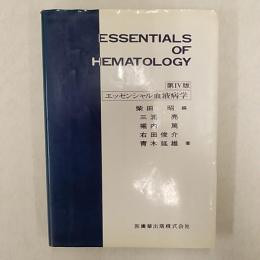 ESSENTIALS
OF
HEMATOLOGY
第IV版
エッセンシャル血液病学
柴田 昭 編
三浦 亮
堀内 篤
右田俊介
青木延雄 著
医歯薬出版株式会社